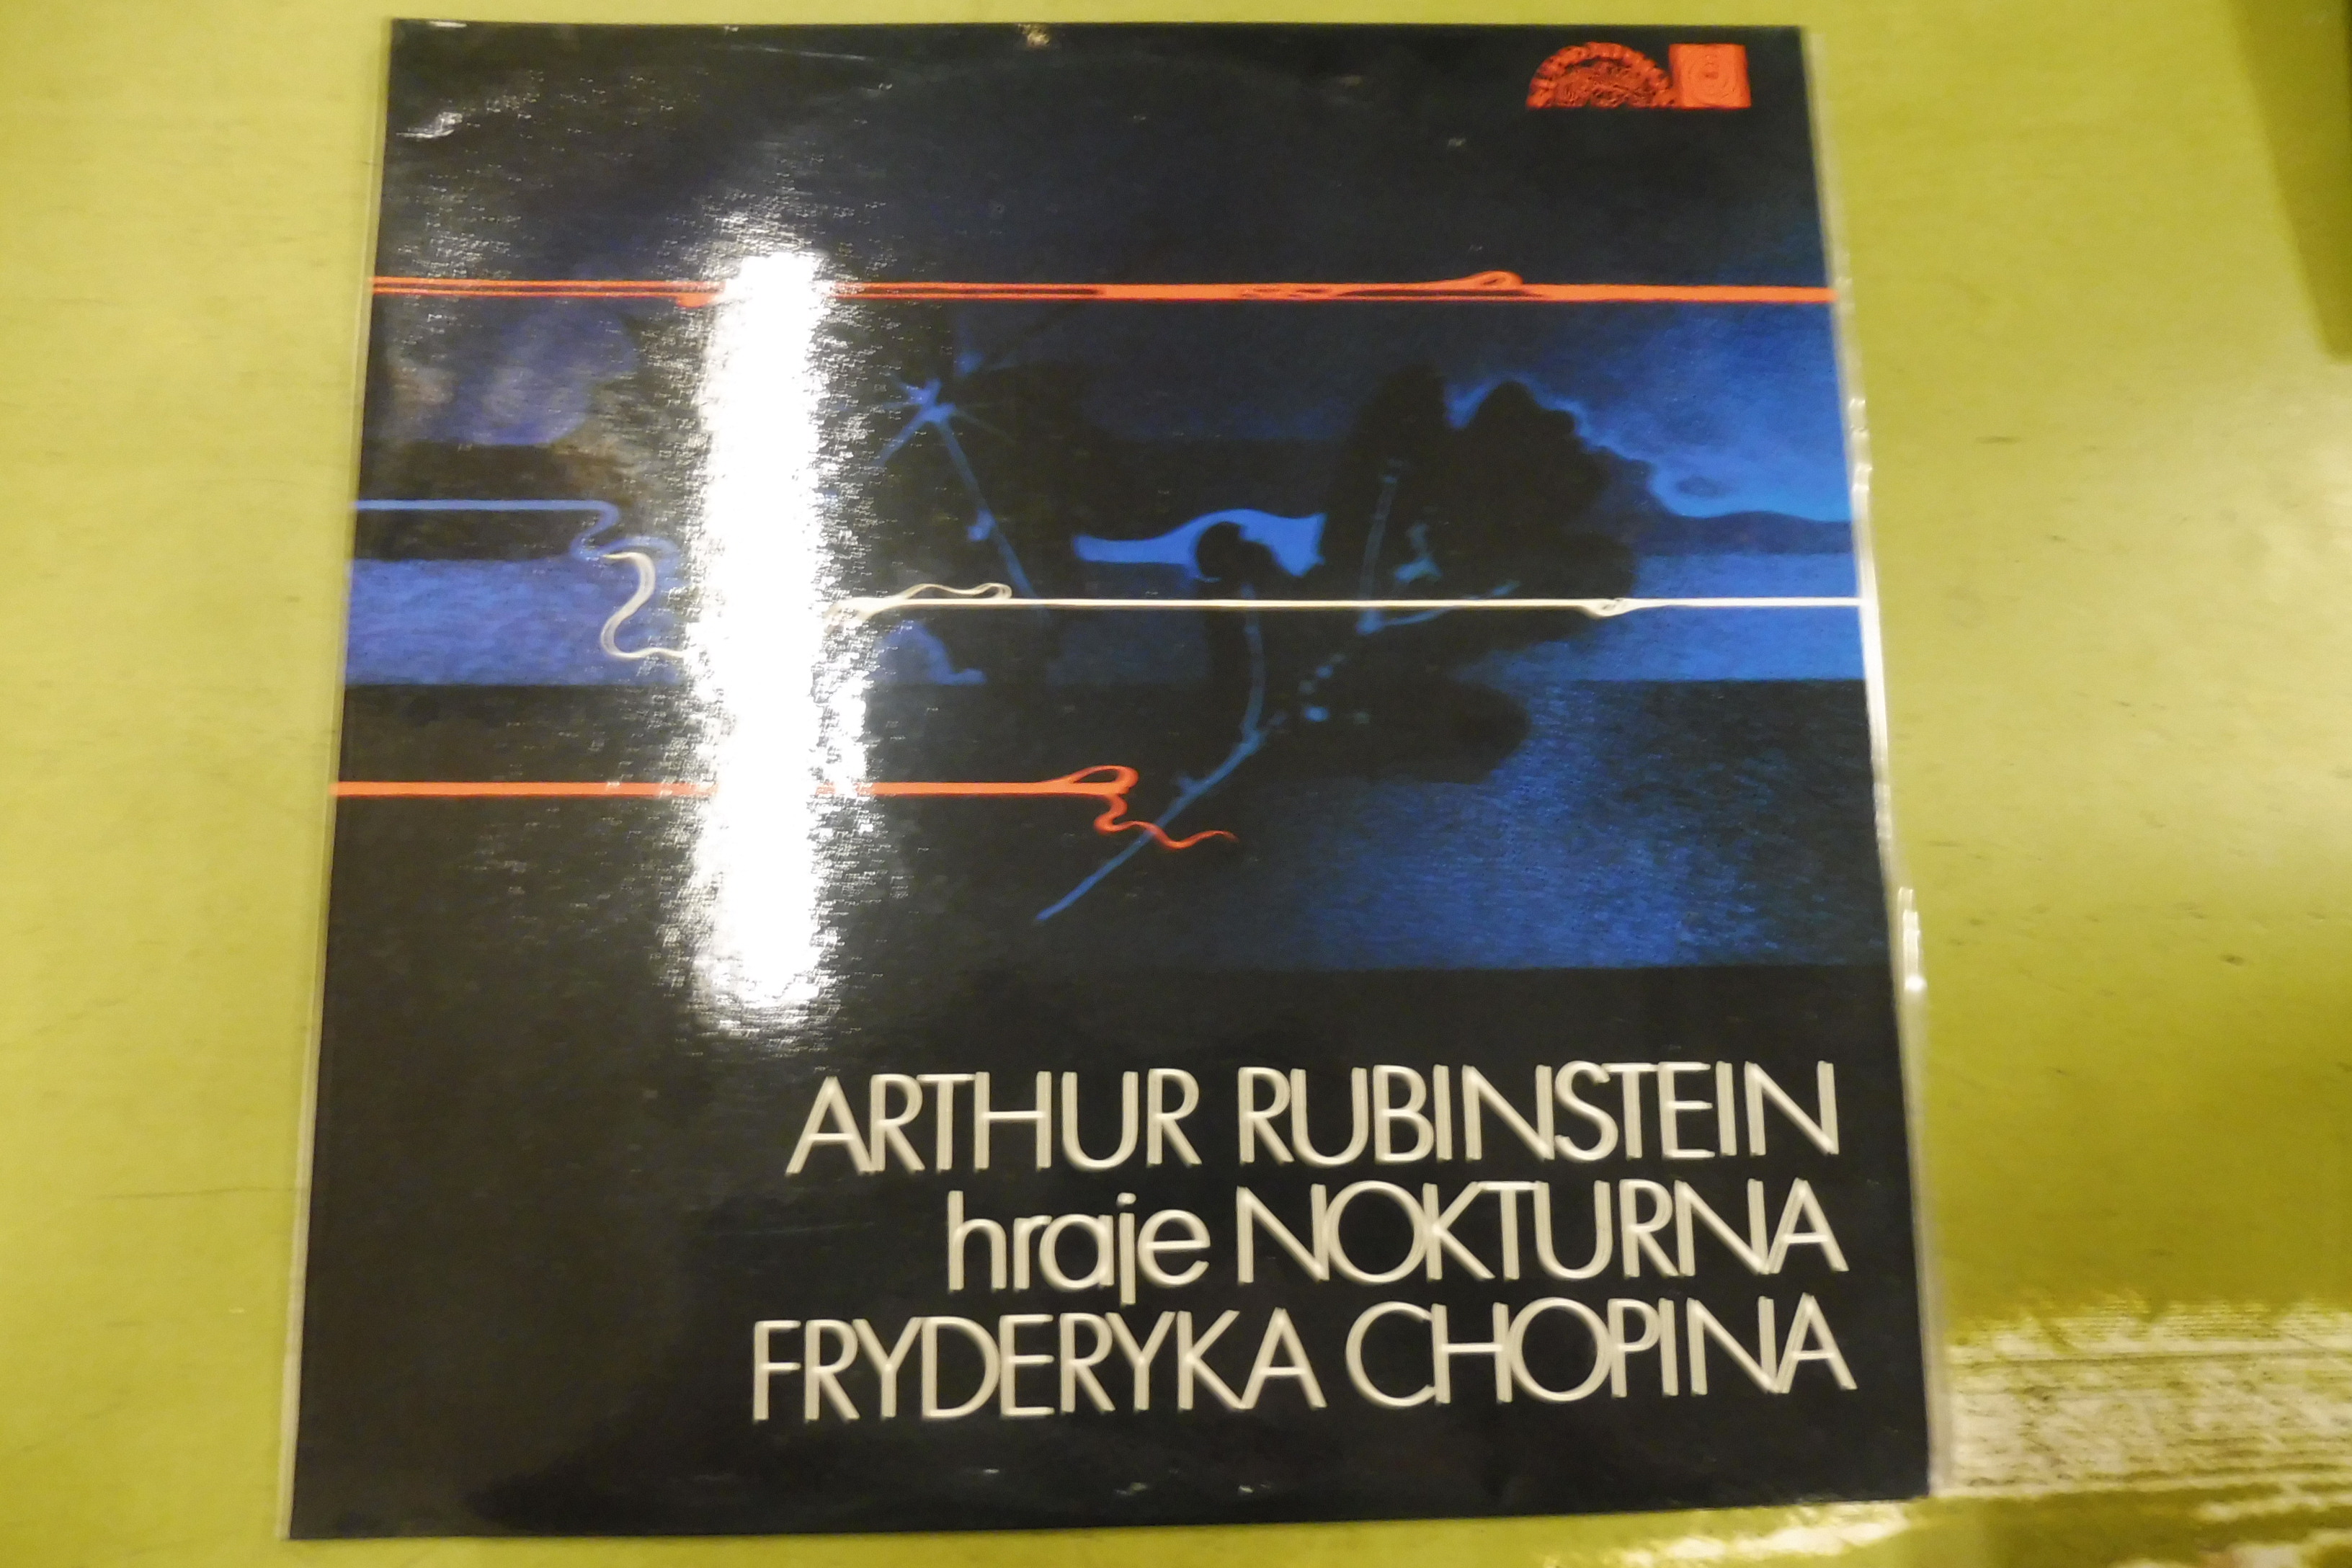 ARTHUR RUBINSTEIN
hraje NOKTURNA
FRYDERYKA CHOPINA